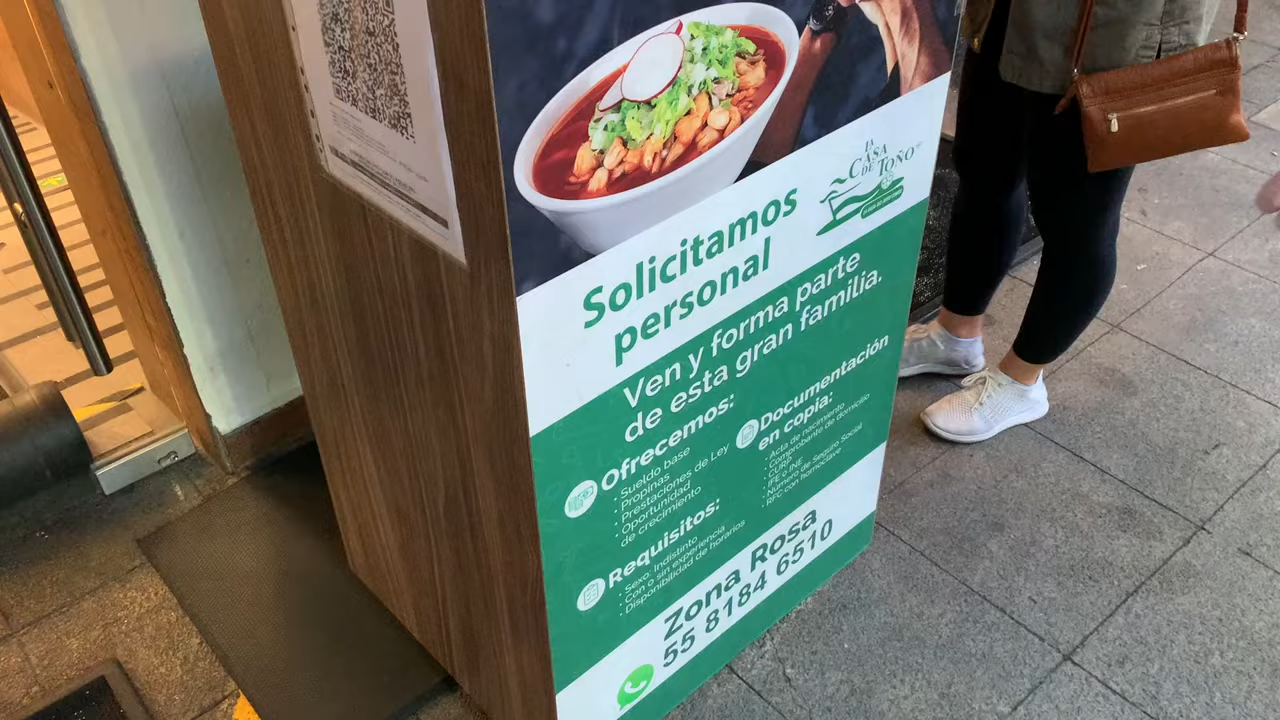 LA
CASA
DE TOÑO®
Solicitamos
personal
Ven y forma parte
de esta gran familia.
Ofrecemos:
· Sueldo base
· Propinas
· Prestaciones de Ley
· Oportunidad
de crecimiento
Requisitos:
· Sexo: Indistinto
· Con o sin experiencia
· Disponibilidad de horarios
Documentación
en copia:
· Acta de nacimiento
· Comprobante de domicilio
· CURP
· IFE o INE
· Número de Seguro Social
· RFC con homoclave
Zona Rosa
55 8184 6510